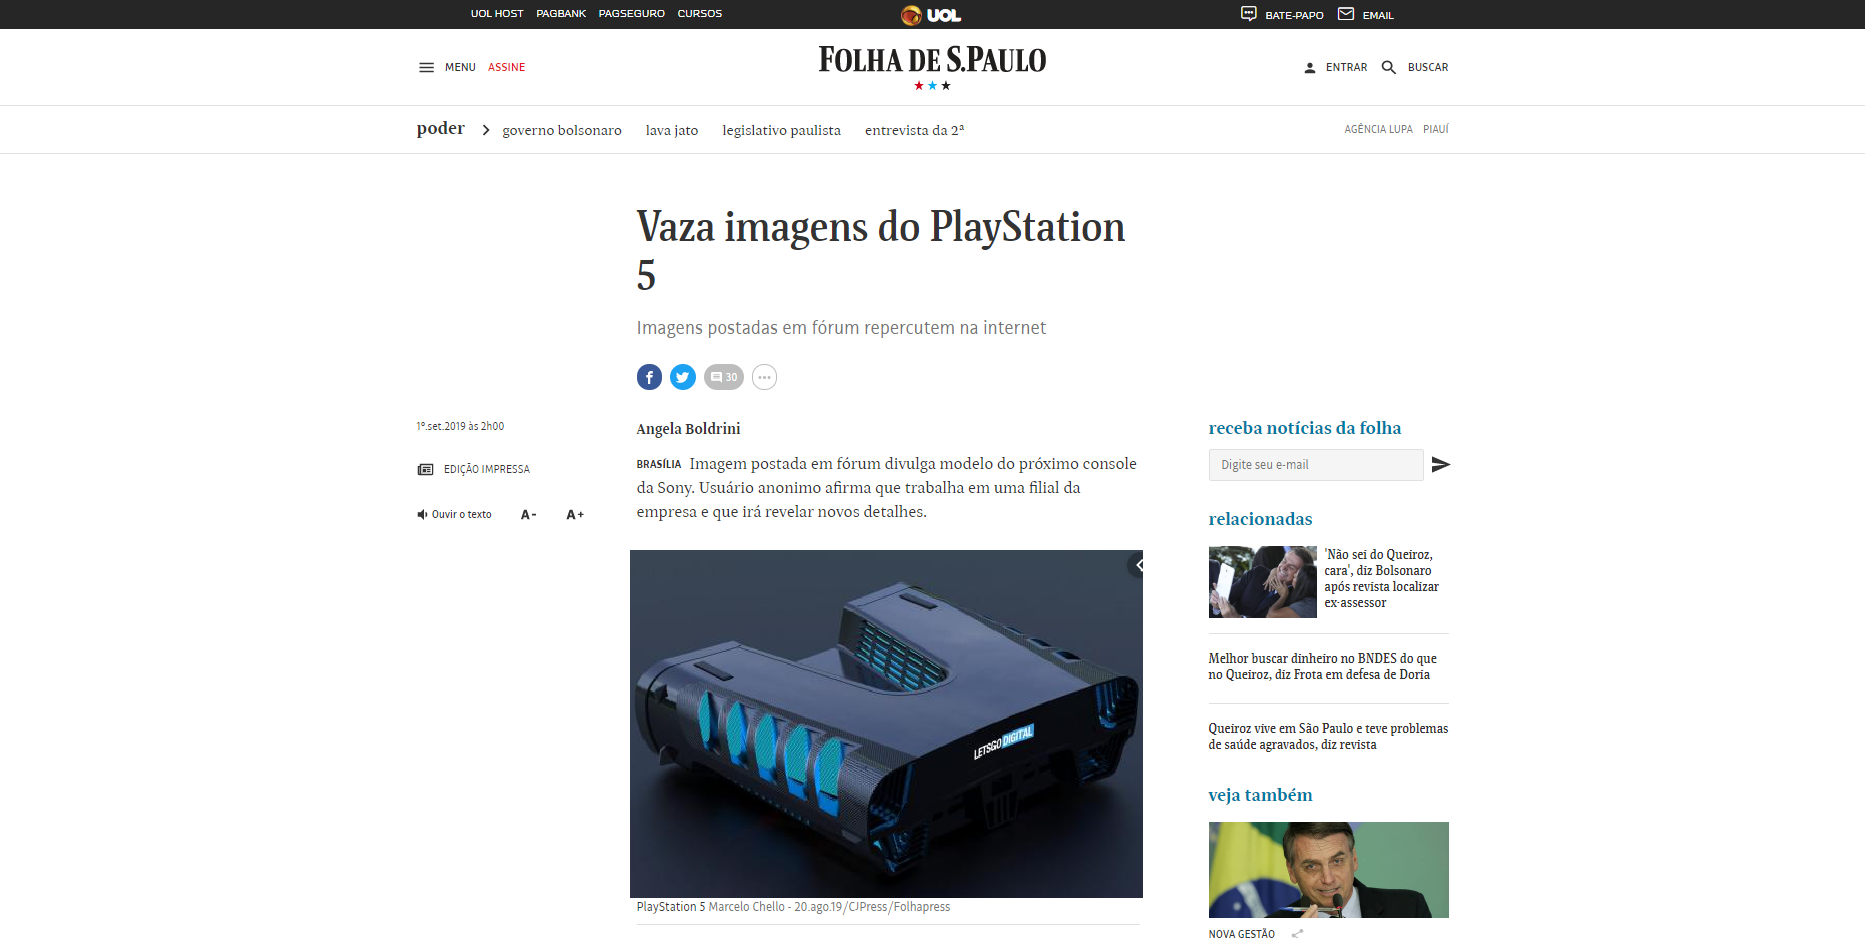 UOL HOST PAGBANK PAGSEGURO CURSOS
UOL
BATE-PAPO EMAIL
MENU ASSINE
FOLHA DE S.PAULO
ENTRAR BUSCAR
poder governo bolsonaro lava jato legislativo paulista entrevista da 2ª
AGÊNCIA LUPA PIAUÍ
Vaza imagens do PlayStation
5
Imagens postadas em fórum repercutem na internet
30
1º.set.2019 às 2h00
EDIÇÃO IMPRESSA
Ouvir o texto A- A+
Angela Boldrini
BRASÍLIA Imagem postada em fórum divulga modelo do próximo console
da Sony. Usuário anonimo afirma que trabalha em uma filial da
empresa e que irá revelar novos detalhes.
LETSGODIGITAL
PlayStation 5 Marcelo Chello - 20.ago.19/CJPress/Folhapress
receba notícias da folha
Digite seu e-mail
relacionadas
'Não sei do Queiroz,
cara', diz Bolsonaro
após revista localizar
ex-assessor
Melhor buscar dinheiro no BNDES do que
no Queiroz, diz Frota em defesa de Doria
Queiroz vive em São Paulo e teve problemas
de saúde agravados, diz revista
veja também
NOVA GESTÃO